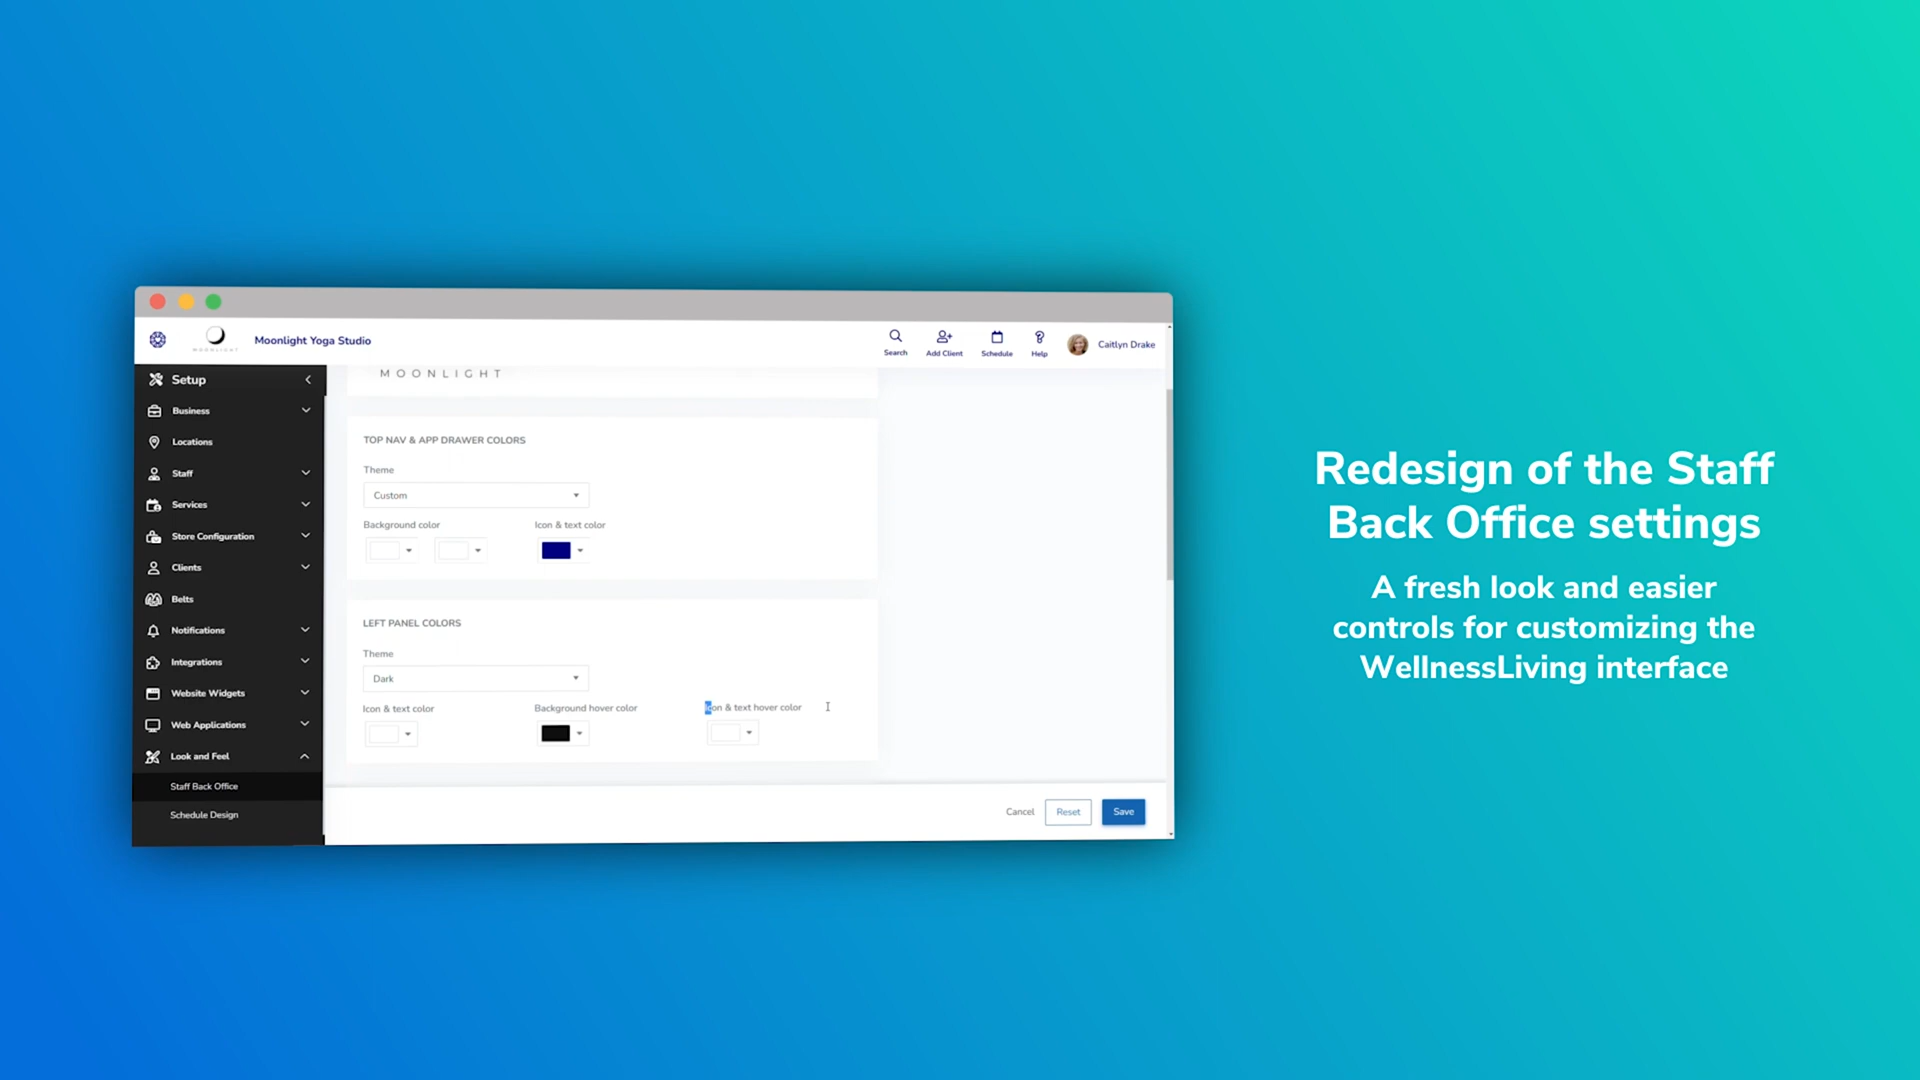 MOONLIGHT
Moonlight Yoga Studio
Search
Add Client
Schedule
Help
Caitlyn Drake
Setup
Business
Locations
Staff
Services
Store Configuration
Clients
Belts
Notifications
Integrations
Website Widgets
Web Applications
Look and Feel
Staff Back Office
Schedule Design
MOONLIGHT
TOP NAV & APP DRAWER COLORS
Theme
Custom
Background color
Icon & text color
LEFT PANEL COLORS
Theme
Dark
Icon & text color
Background hover color
Icon & text hover color
Cancel
Reset
Save
Redesign of the Staff
Back Office settings
A fresh look and easier
controls for customizing the
WellnessLiving interface